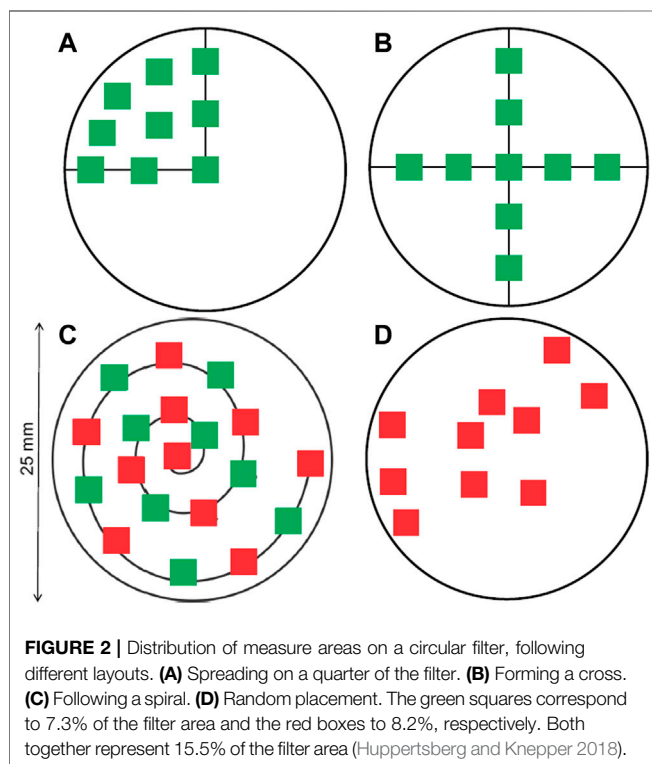 A
B
C
D
25 mm
FIGURE 2 | Distribution of measure areas on a circular filter, following
different layouts. (A) Spreading on a quarter of the filter. (B) Forming a cross.
(C) Following a spiral. (D) Random placement. The green squares correspond
to 7.3% of the filter area and the red boxes to 8.2%, respectively. Both
together represent 15.5% of the filter area (Huppertsberg and Knepper 2018).